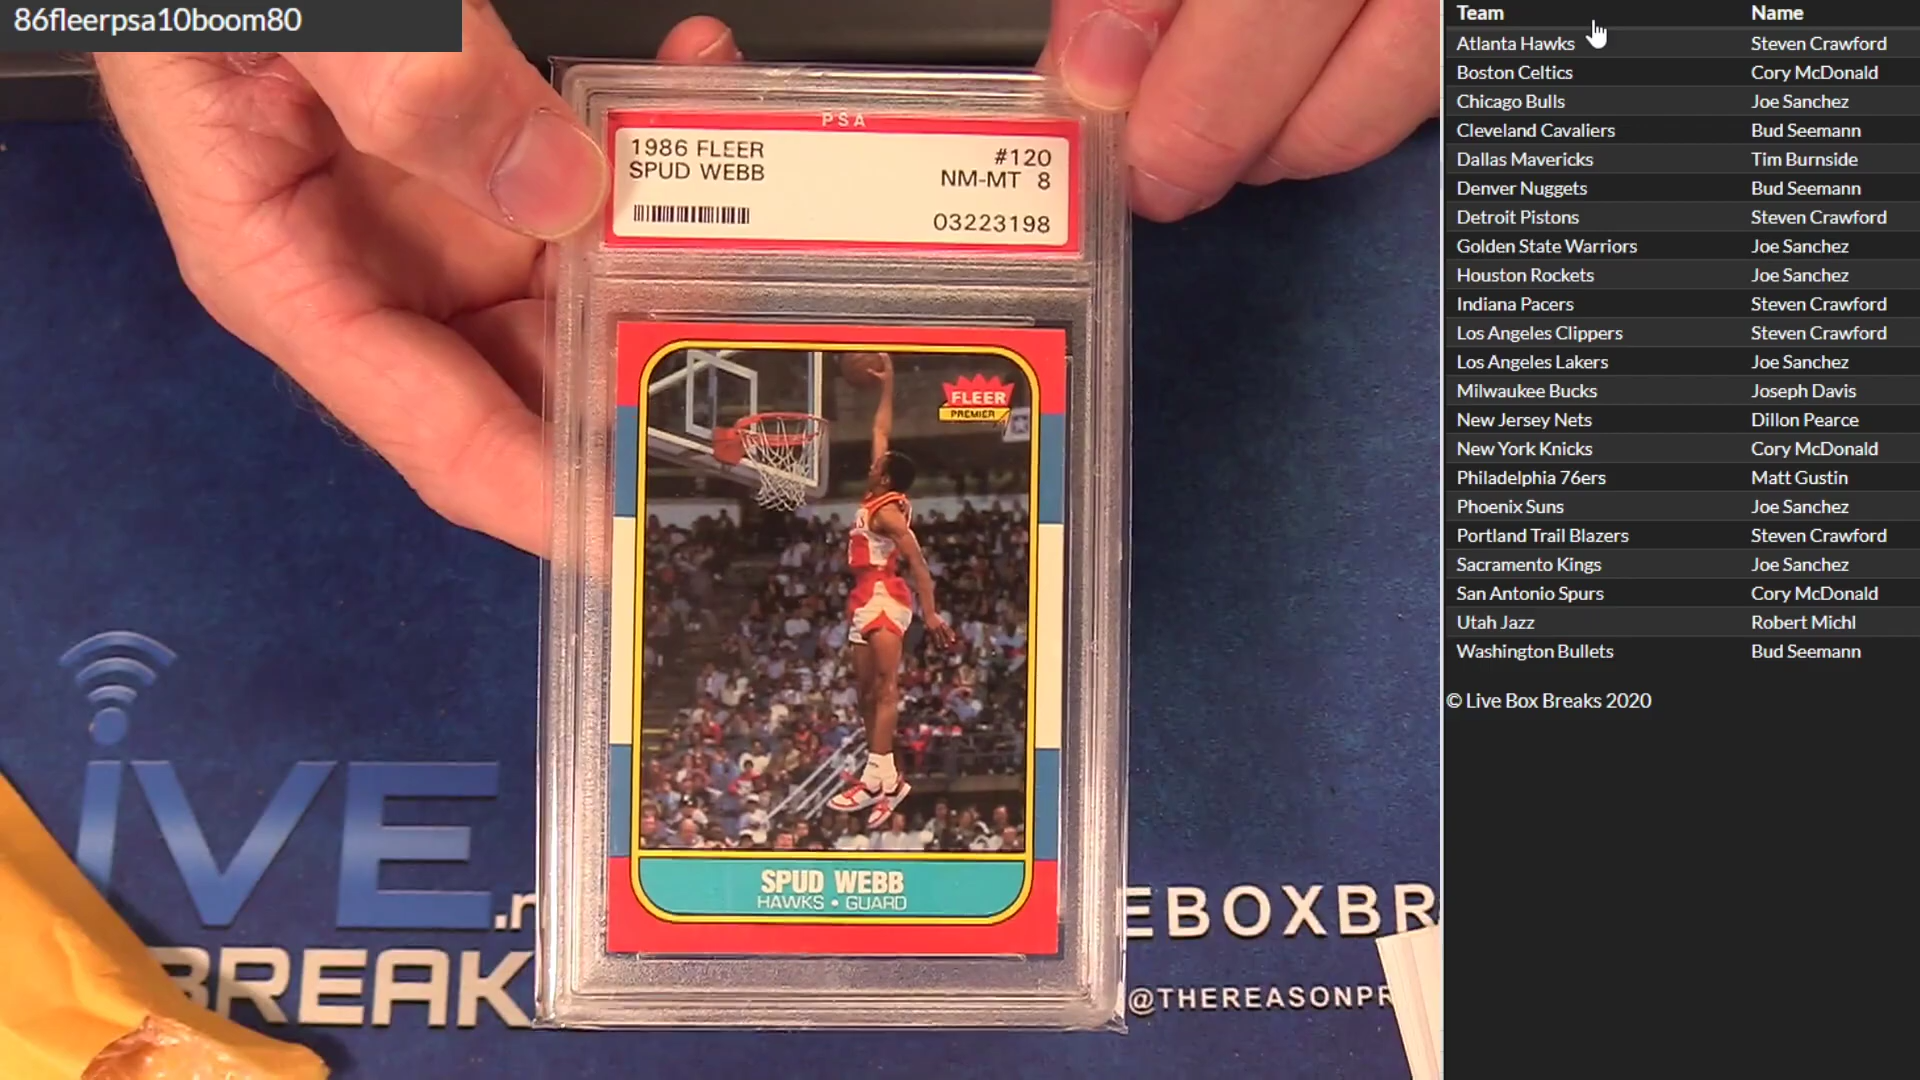 86fleerpsa10boom80
PSA
1986 FLEER #120
SPUD WEBB NM-MT 8
03223198
FLEER
PREMIER
SPUD WEBB
HAWKS • GUARD
iVE
.n
BREAK
EBOXBR
@THEREASONPR
Team Name
Atlanta Hawks Steven Crawford
Boston Celtics Cory McDonald
Chicago Bulls Joe Sanchez
Cleveland Cavaliers Bud Seemann
Dallas Mavericks Tim Burnside
Denver Nuggets Bud Seemann
Detroit Pistons Steven Crawford
Golden State Warriors Joe Sanchez
Houston Rockets Joe Sanchez
Indiana Pacers Steven Crawford
Los Angeles Clippers Steven Crawford
Los Angeles Lakers Joe Sanchez
Milwaukee Bucks Joseph Davis
New Jersey Nets Dillon Pearce
New York Knicks Cory McDonald
Philadelphia 76ers Matt Gustin
Phoenix Suns Joe Sanchez
Portland Trail Blazers Steven Crawford
Sacramento Kings Joe Sanchez
San Antonio Spurs Cory McDonald
Utah Jazz Robert Michl
Washington Bullets Bud Seemann
© Live Box Breaks 2020